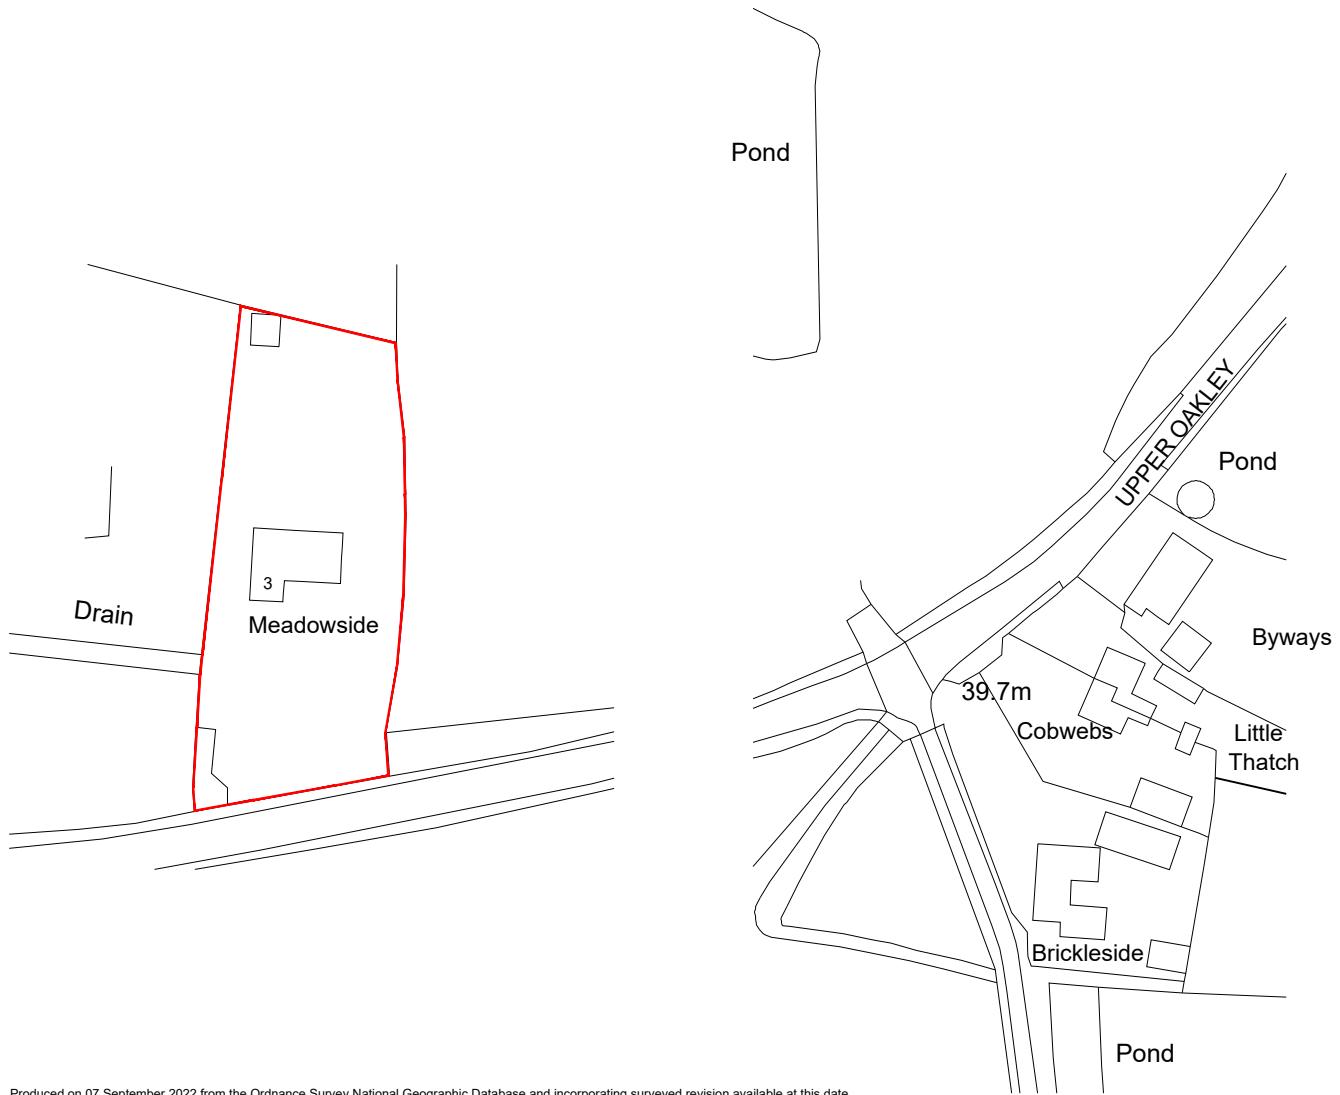 Pond
UPPER OAKLEY
Pond
3
Drain
Meadowside
Byways
39.7m
Cobwebs
Little
Thatch
Brickleside
Pond
Produced on 07 September 2022 from the Ordnance Survey National Geographic Database and incorporating surveyed revision available at this date.